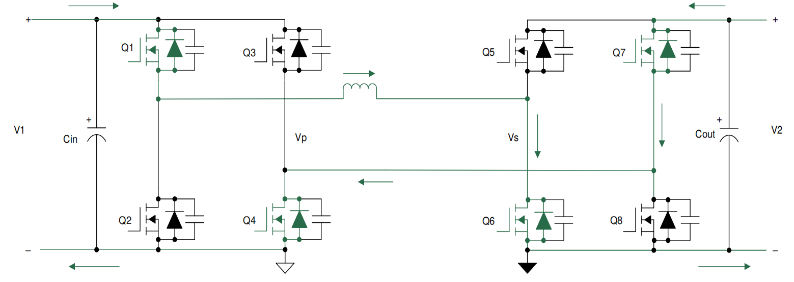 + +
Q1 Q3 Q5 Q7
V1 + Cin Vp Vs Cout + V2
Q2 Q4 Q6 Q8
– –